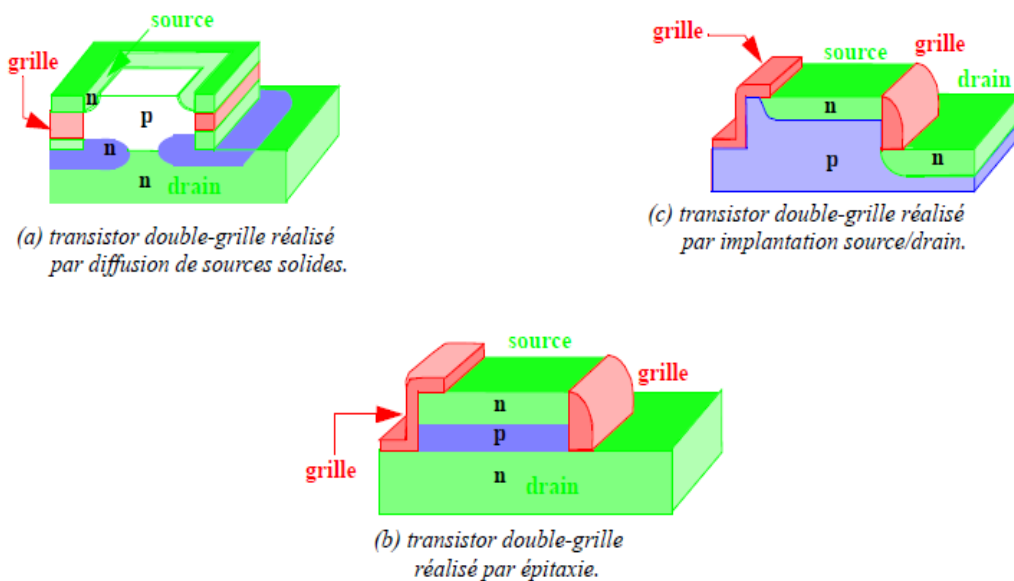 source
grille
n
p
n
n
drain
(a) transistor double-grille réalisé
par diffusion de sources solides.
grille
source
grille
drain
n
p
n
(c) transistor double-grille réalisé
par implantation source/drain.
source
grille
n
p
grille
n
drain
(b) transistor double-grille
réalisé par épitaxie.